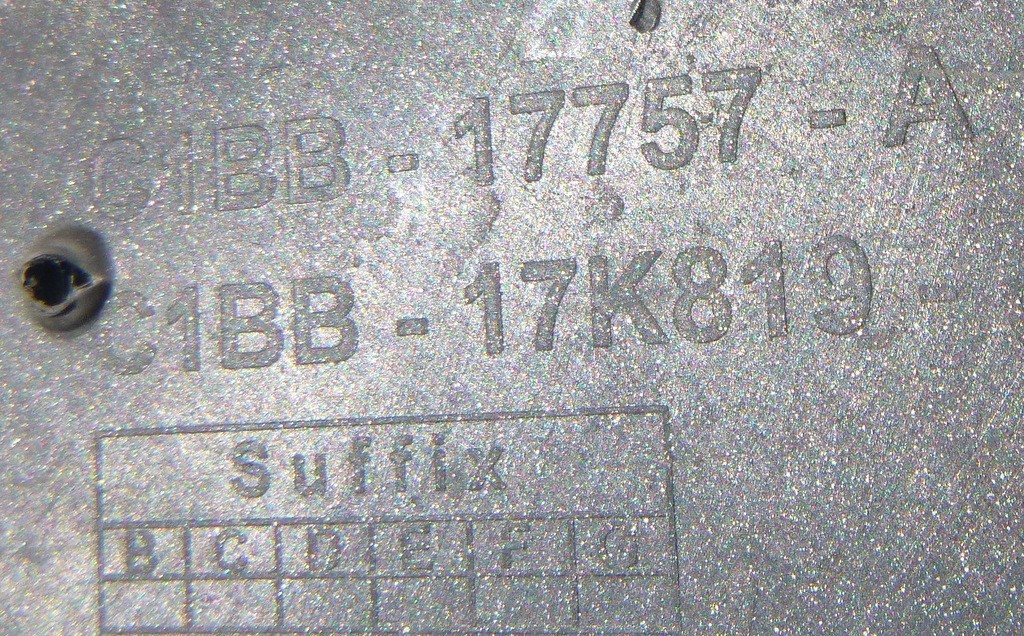 C1BB - 17757 - A
C1BB - 17K819 -
Suffix
B C D E F G